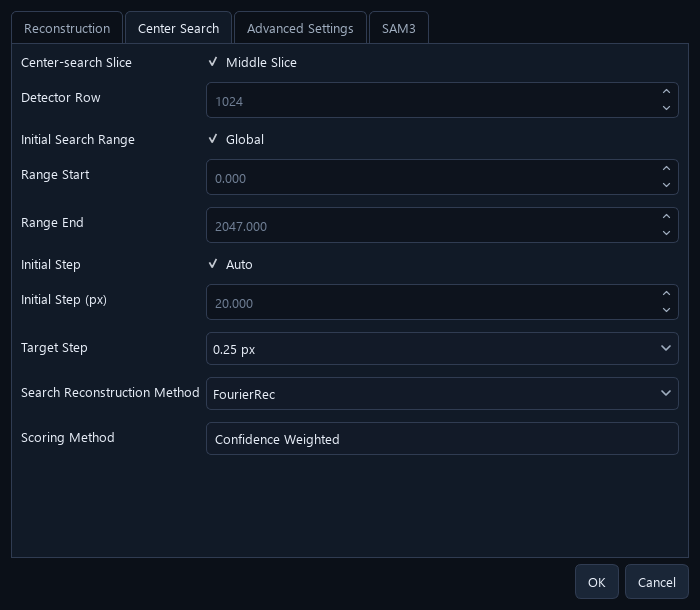 Reconstruction Center Search Advanced Settings SAM3
Center-search Slice ✓ Middle Slice
Detector Row 1024
Initial Search Range ✓ Global
Range Start 0.000
Range End 2047.000
Initial Step ✓ Auto
Initial Step (px) 20.000
Target Step 0.25 px
Search Reconstruction Method FourierRec
Scoring Method Confidence Weighted
OK Cancel